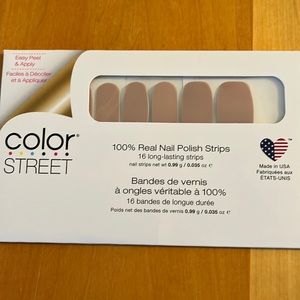 Easy Peel
& Apply
Faciles à Décoller
et à Appliquer
color
STREET
100% Real Nail Polish Strips
16 long-lasting strips
nail strips net wt 0.99 g / 0.035 oz ℮
Bandes de vernis
à ongles véritable à 100%
16 bandes de longue durée
Poids net des bandes de vernis 0.99 g / 0.035 oz ℮
Made in USA
Fabriquées aux
ÉTATS-UNIS